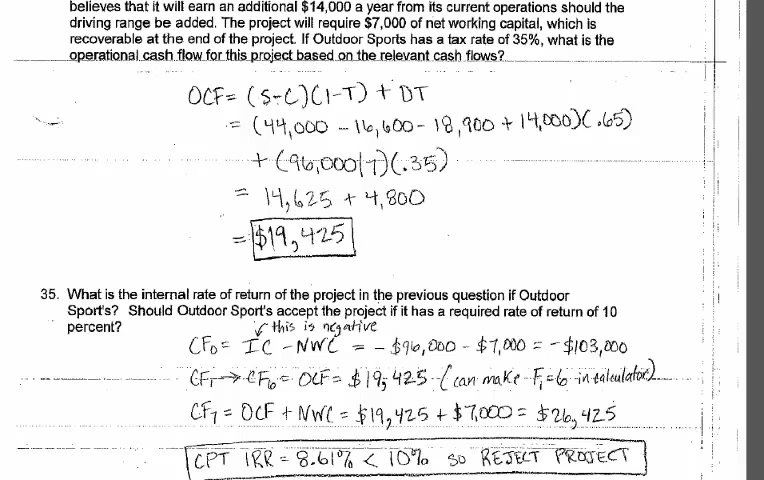 believes that it will earn an additional $14,000 a year from its current operations should the
driving range be added. The project will require $7,000 of net working capital, which is
recoverable at the end of the project. If Outdoor Sports has a tax rate of 35%, what is the
operational cash flow for this project based on the relevant cash flows?
OCF = (S-C)(1-T) + DT
= (44,000 - 16,600 - 18,900 + 14,000)(.65)
+ (96,000/7)(.35)
= 14,625 + 4,800
= $19,425
35. What is the internal rate of return of the project in the previous question if Outdoor
Sport's? Should Outdoor Sport's accept the project if it has a required rate of return of 10
percent?
this is negative
CF₀ = IC - NWC = -$96,000 - $7,000 = -$103,000
CF₁ → CF₆ = OCF = $19,425 (can make F₁=6 in calculator)
CF₇ = OCF + NWC = $19,425 + $7,000 = $26,425
CPT IRR = 8.61% < 10% SO REJECT PROJECT